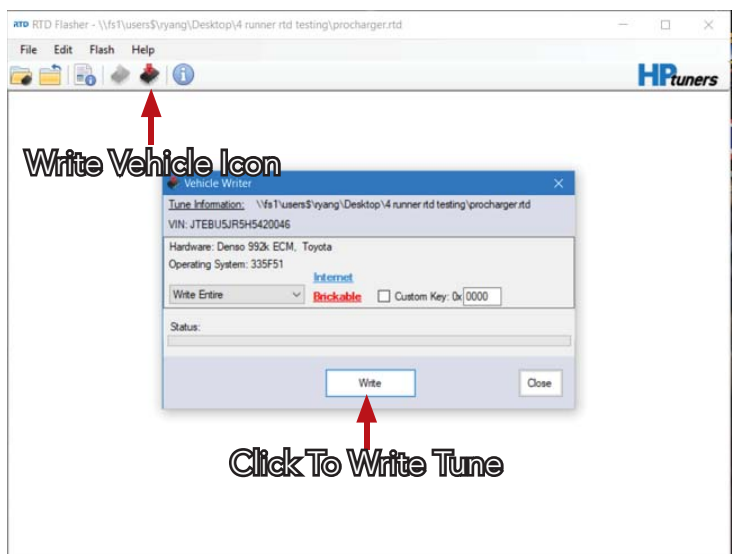 RTD RTD Flasher - \\fs1\users$\ryang\Desktop\4 runner rtd testing\procharger.rtd
File Edit Flash Help
HPtuners
Write Vehicle Icon
Vehicle Writer
Tune Information: \\fs1\users$\ryang\Desktop\4 runner rtd testing\procharger.rtd
VIN: JTEBU5JR5H5420046
Hardware: Denso 992k ECM, Toyota
Operating System: 335F51
Internet
Write Entire Brickable Custom Key: 0x 0000
Status:
Write Close
Click To Write Tune